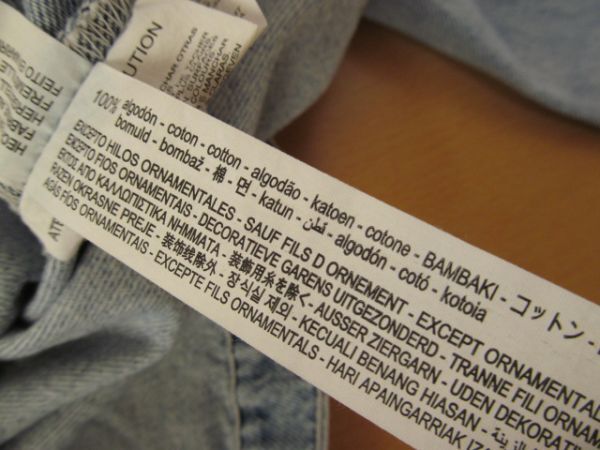 CAUTION
100% algodón - coton - cotton - algodão - katoen - cotone - BAMBAKI - コットン -
bomuld - bombaž - 棉 - 면 - katun - قطن - algodón - cotó - kotoia
EXCEPTO HILOS ORNAMENTALES - SAUF FILS D ORNEMENT - EXCEPT ORNAMENTAL
EXCEPTO FIOS ORNAMENTAIS - DECORATIEVE GARENS UITGEZONDERD - TRANNE FILI ORNAM
ΕΚΤΟΣ ΑΠΟ ΚΑΛΛΩΠΙΣΤΙΚΑ ΝΗΜΜΑΤΑ - 装飾用糸を除く - AUSSER ZIERGARN - UDEN DEKORATI
RAZEN OKRASNE PREJE - 装饰线除外 - 장식실 제외 - KECUALI BENANG HIASAN -
AGAS HOS ORNAMENTAIS - EXCEPTE FILS ORNAMENTALS - HARI APAINGARRIAK IZA